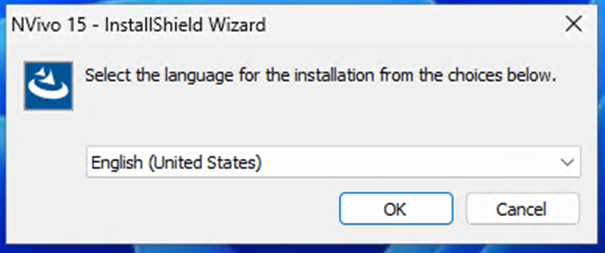 NVivo 15 - InstallShield Wizard
Select the language for the installation from the choices below.
English (United States)
OK
Cancel